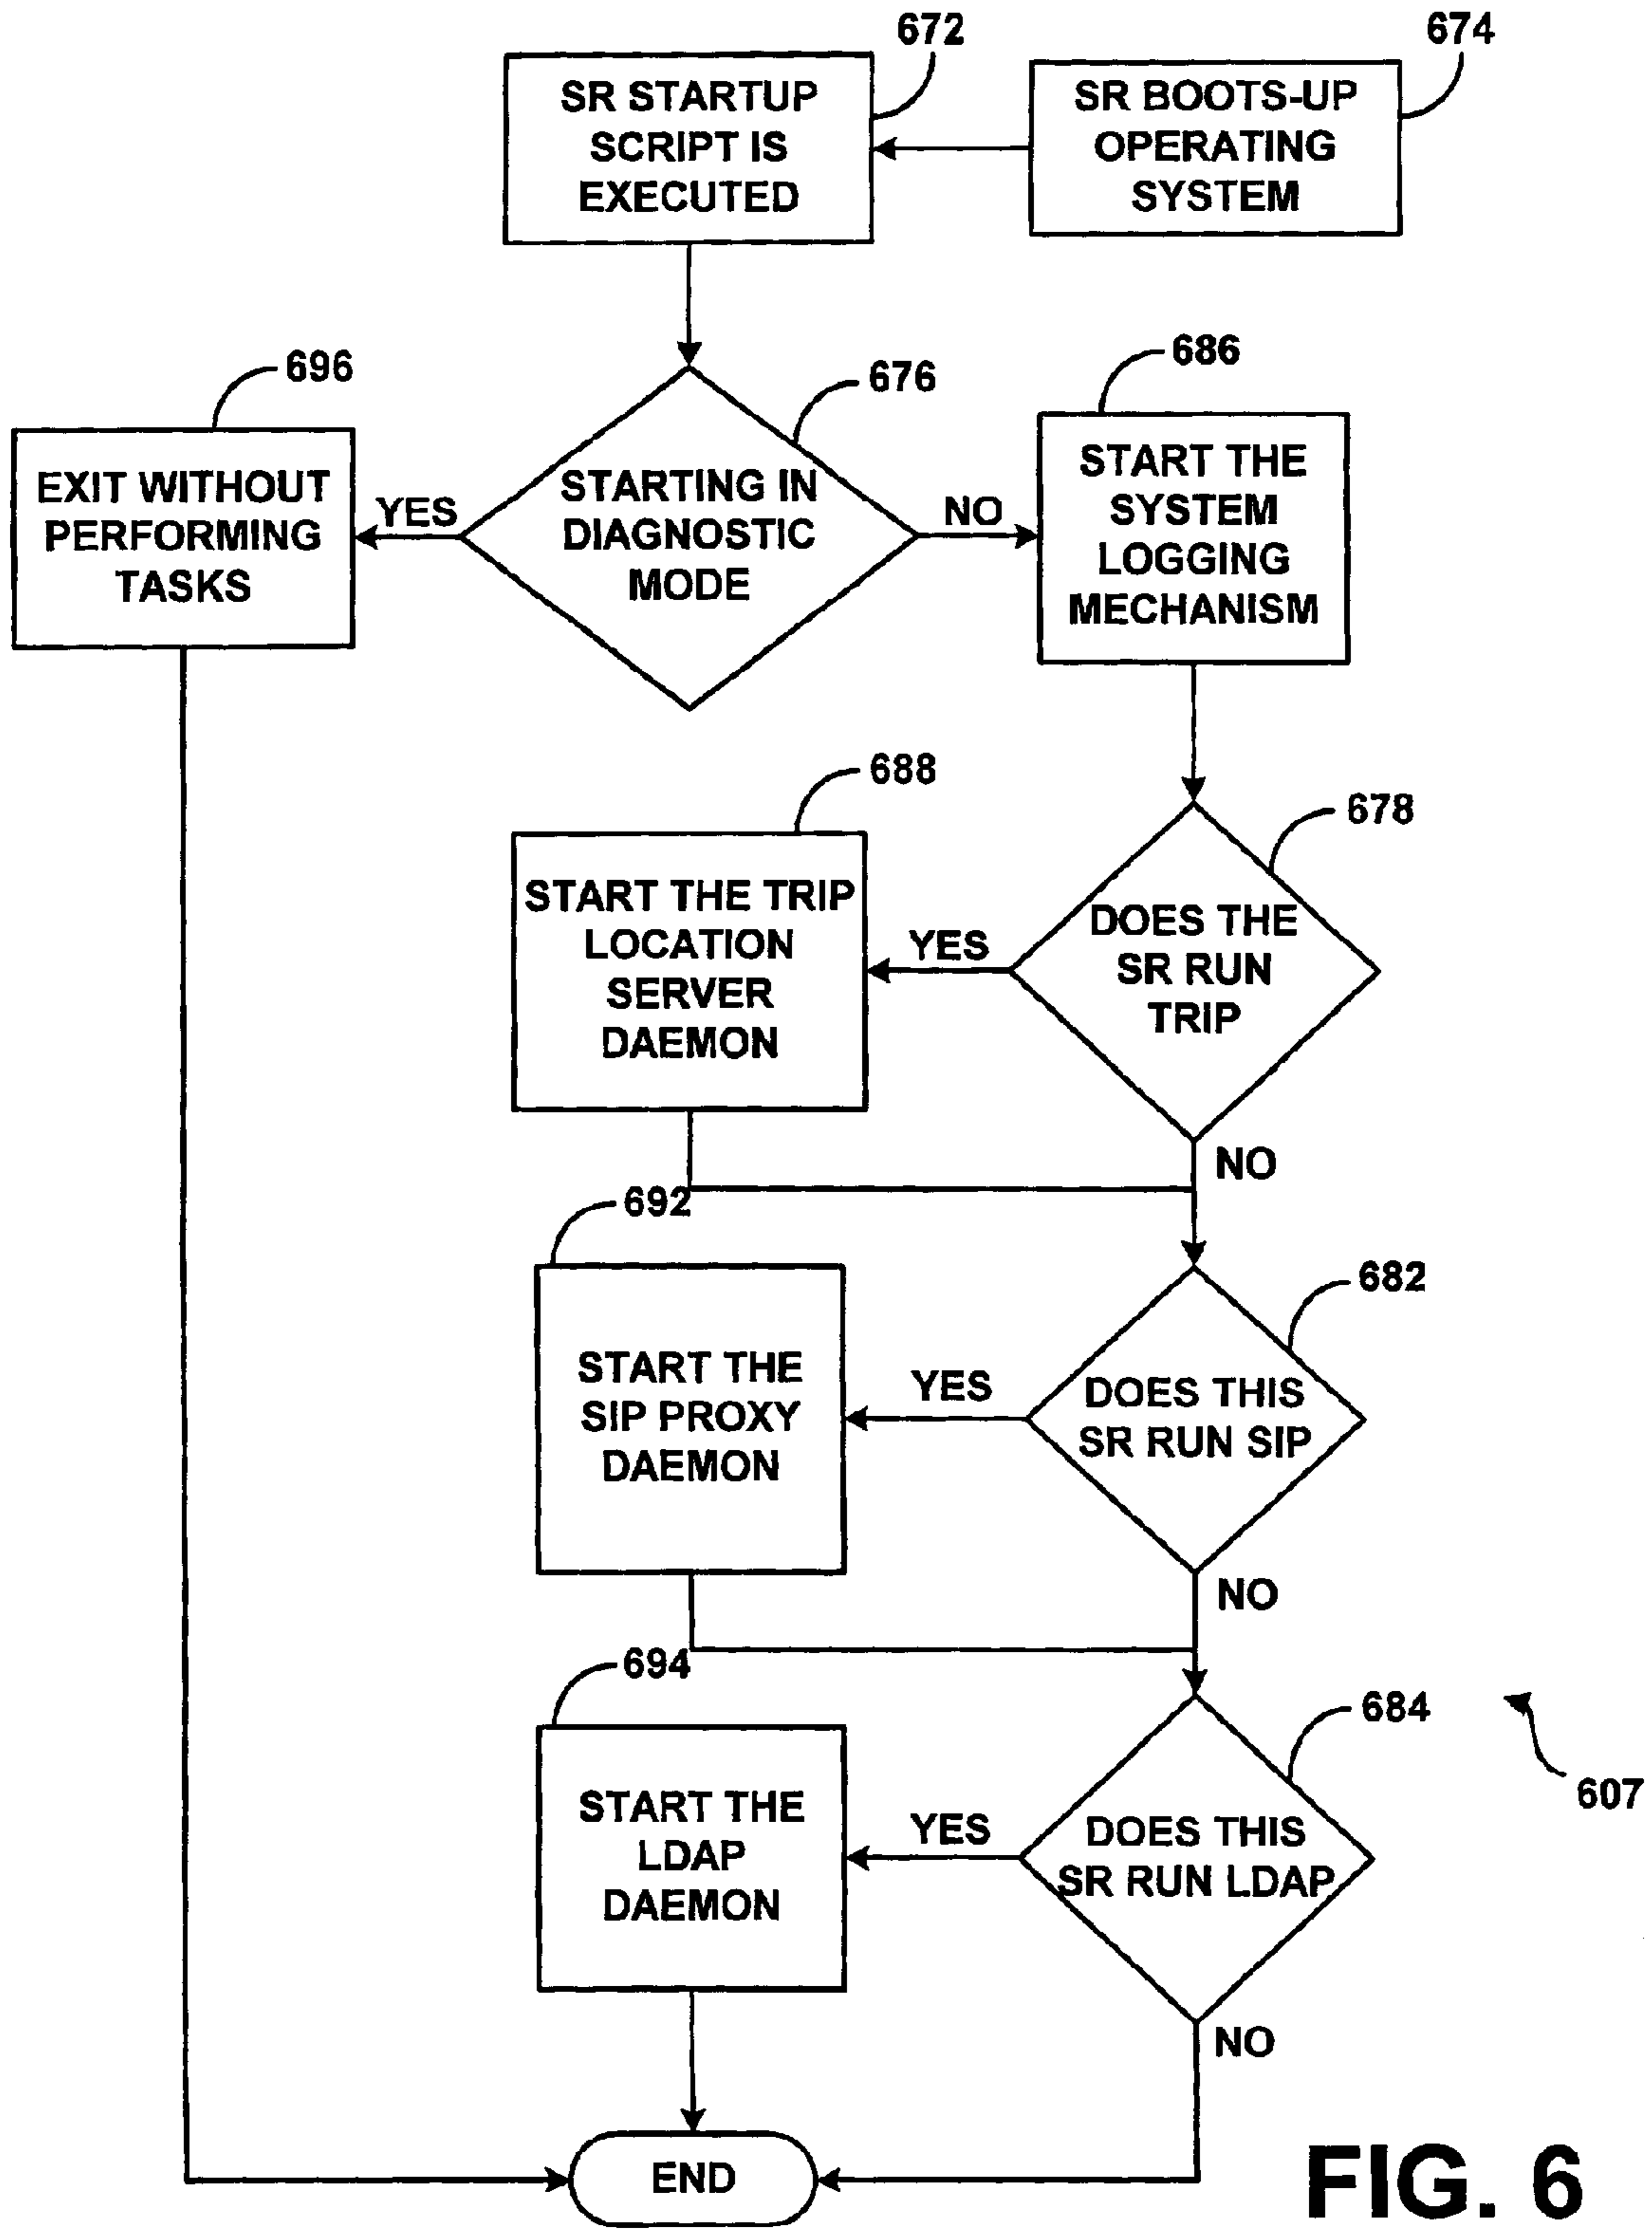 672
674
SR STARTUP
SCRIPT IS
EXECUTED
SR BOOTS-UP
OPERATING
SYSTEM
696
676
686
EXIT WITHOUT
PERFORMING
TASKS
YES
STARTING IN
DIAGNOSTIC
MODE
NO
START THE
SYSTEM
LOGGING
MECHANISM
688
678
START THE TRIP
LOCATION
SERVER
DAEMON
YES
DOES THE
SR RUN
TRIP
NO
692
682
START THE
SIP PROXY
DAEMON
YES
DOES THIS
SR RUN SIP
NO
694
684
607
START THE
LDAP
DAEMON
YES
DOES THIS
SR RUN LDAP
NO
END
FIG. 6